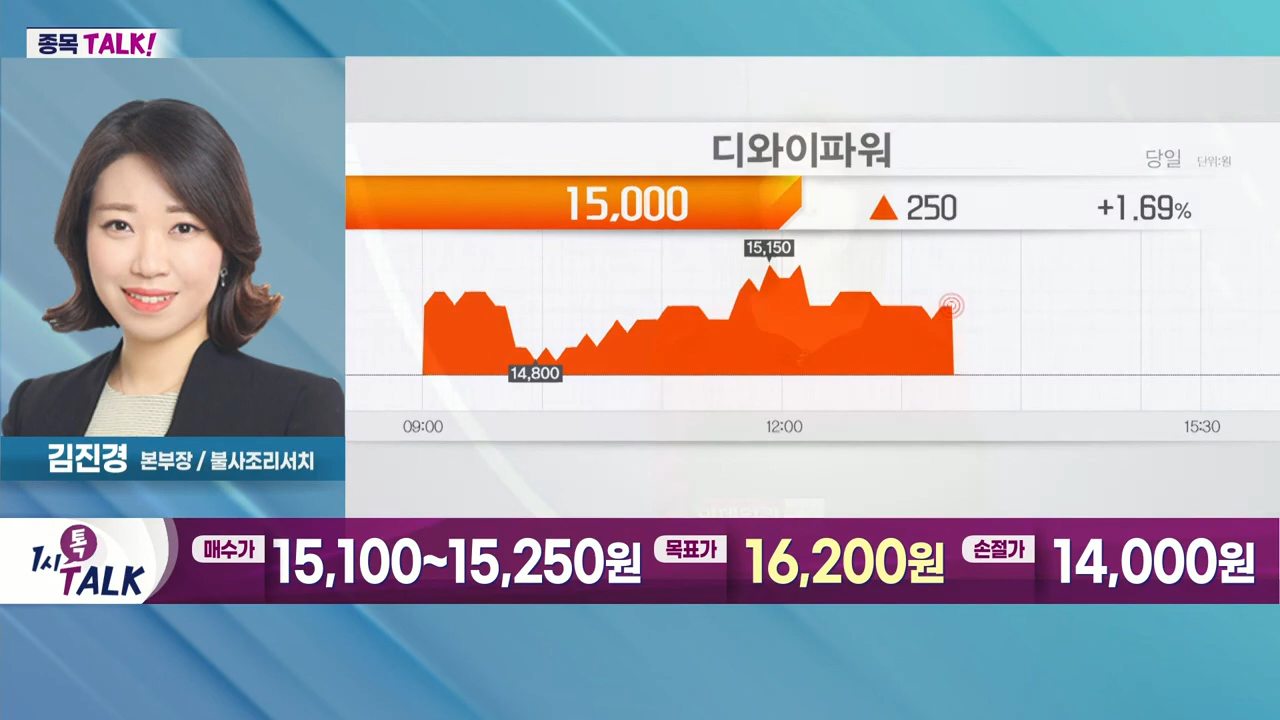 종목 TALK!
디와이파워
당일 단위:원
15,000 ▲ 250 +1.69%
15,150
14,800
09:00 12:00 15:30
김진경 본부장 / 불사조리서치
1시 톡 TALK
매수가 15,100~15,250원 목표가 16,200원 손절가 14,000원